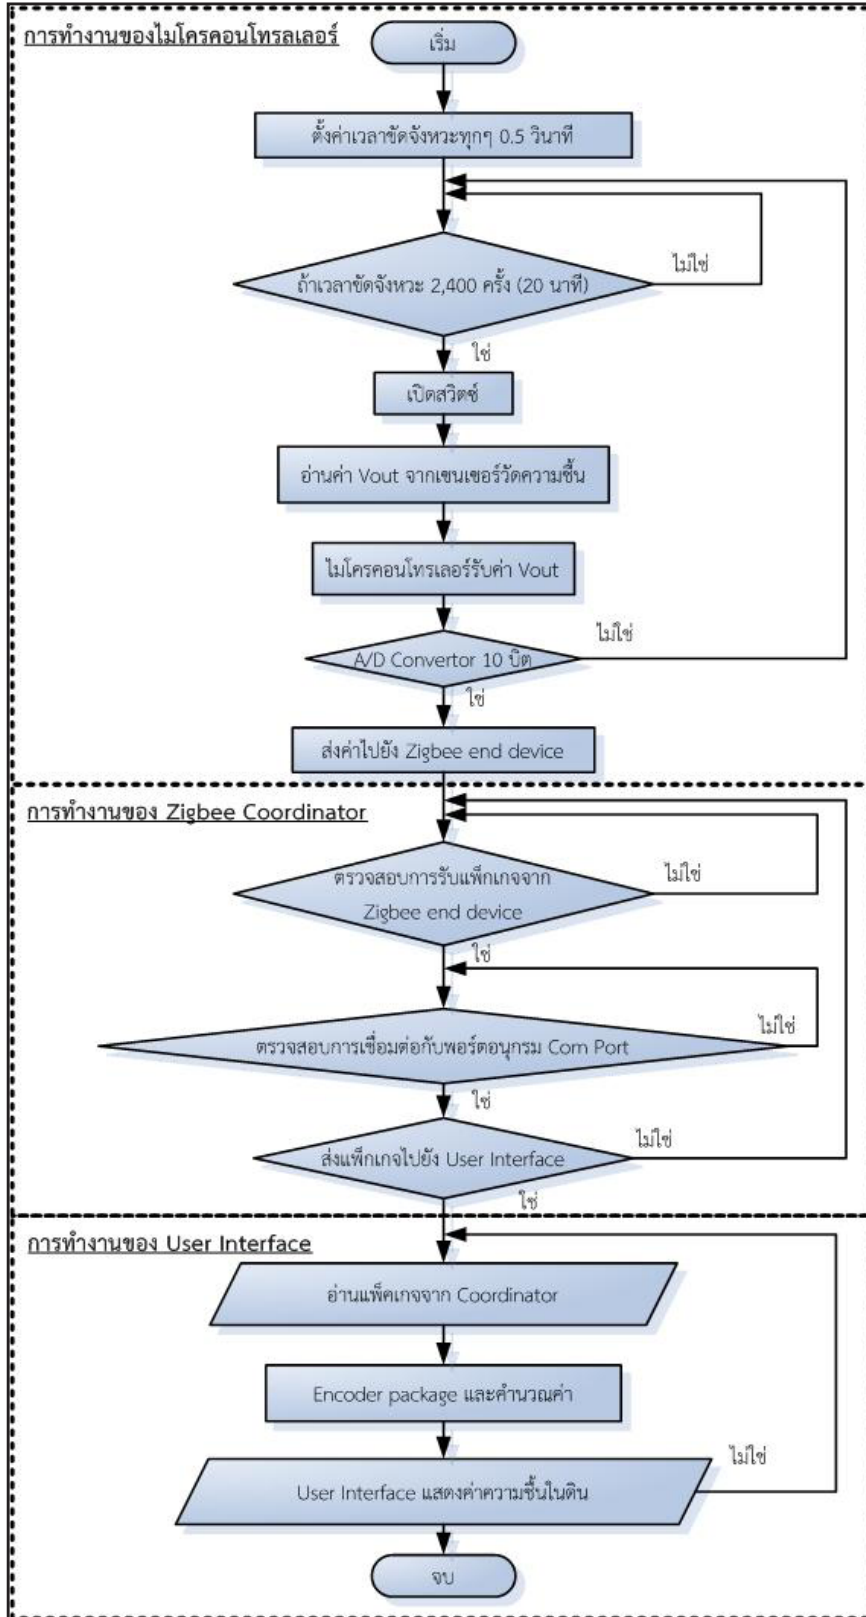 การทำงานของไมโครคอนโทรลเลอร์
เริ่ม
ตั้งค่าเวลาขัดจังหวะทุกๆ 0.5 วินาที
ถ้าเวลาขัดจังหวะ 2,400 ครั้ง (20 นาที)
ไม่ใช่
ใช่
เปิดสวิตซ์
อ่านค่า Vout จากเซนเซอร์วัดความชื้น
ไมโครคอนโทรเลอร์รับค่า Vout
A/D Convertor 10 บิต
ไม่ใช่
ใช่
ส่งค่าไปยัง Zigbee end device
การทำงานของ Zigbee Coordinator
ตรวจสอบการรับแพ็กเกจจาก
Zigbee end device
ไม่ใช่
ใช่
ตรวจสอบการเชื่อมต่อกับพอร์ตอนุกรม Com Port
ไม่ใช่
ใช่
ส่งแพ็กเกจไปยัง User Interface
ไม่ใช่
ใช่
การทำงานของ User Interface
อ่านแพ็คเกจจาก Coordinator
Encoder package และคำนวณค่า
User Interface แสดงค่าความชื้นในดิน
ไม่ใช่
จบ